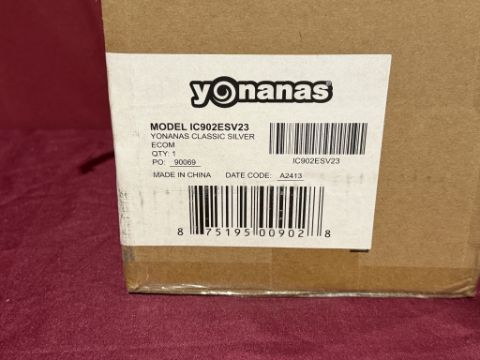 yonanas
MODEL IC902ESV23
YONANAS CLASSIC SILVER
ECOM
QTY: 1
PO: 90069
IC902ESV23
MADE IN CHINA DATE CODE: A2413
8 75195 00902 8